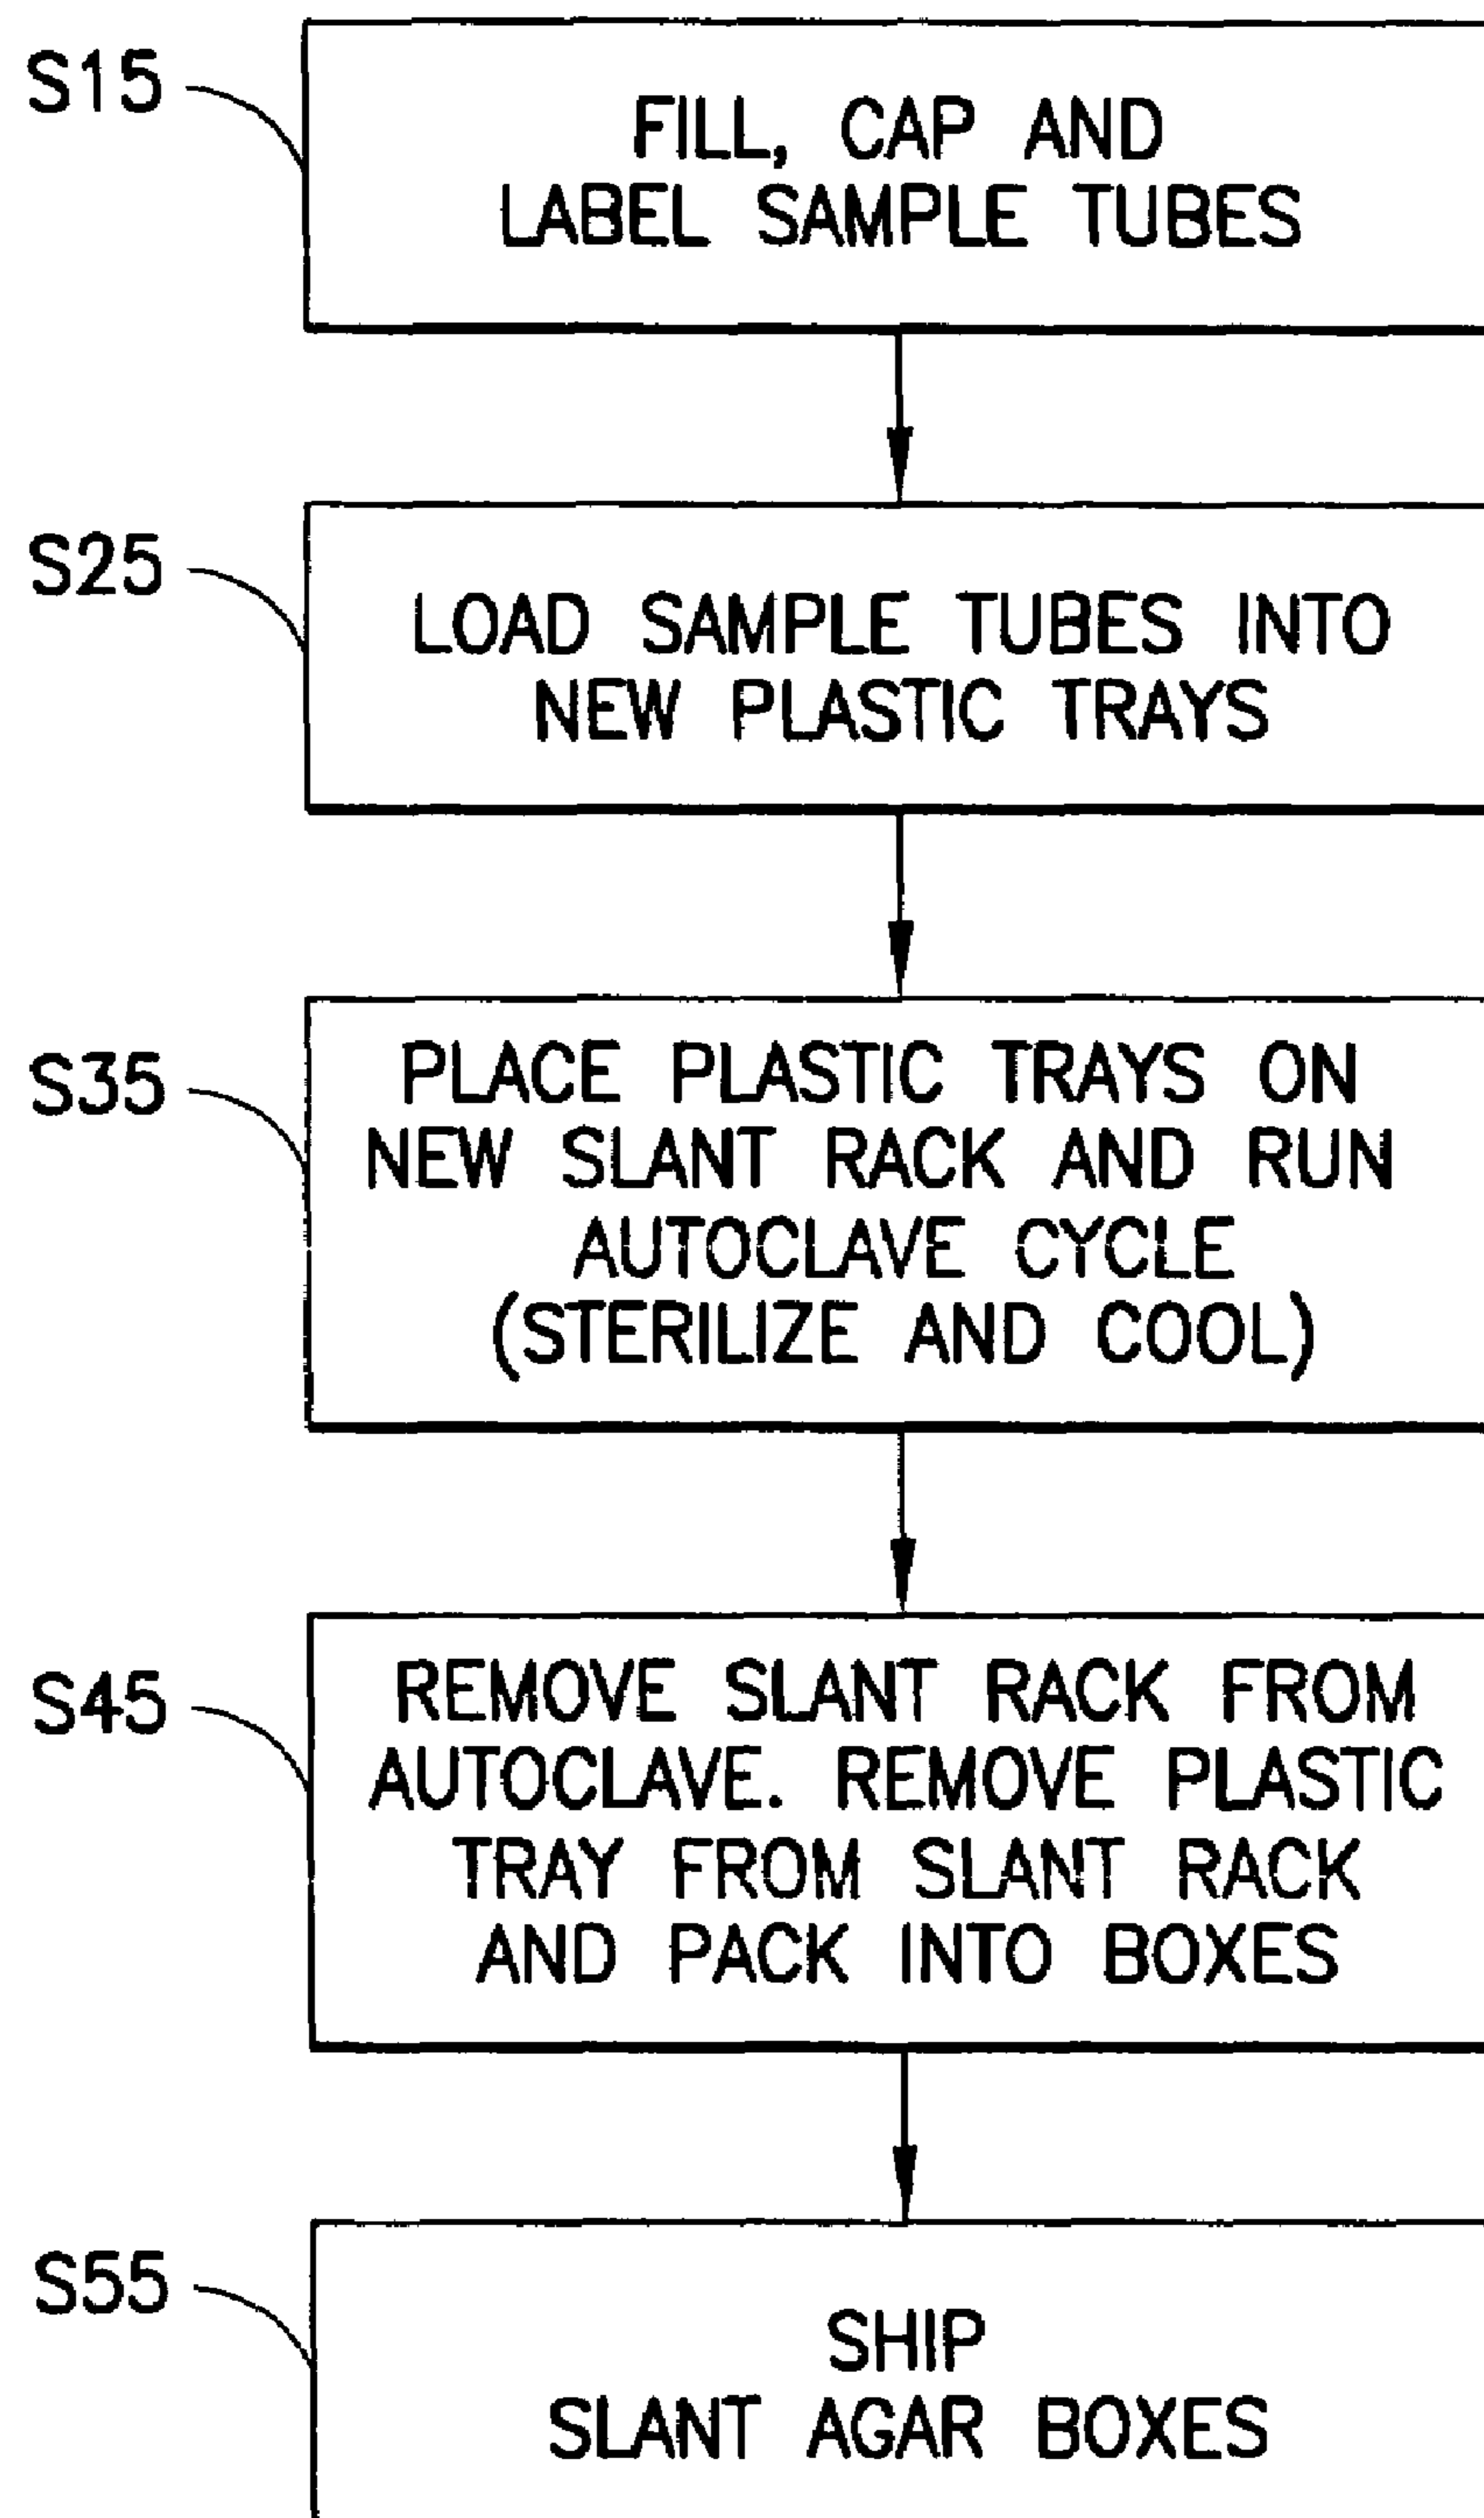 S15
FILL, CAP AND
LABEL SAMPLE TUBES
S25
LOAD SAMPLE TUBES INTO
NEW PLASTIC TRAYS
S35
PLACE PLASTIC TRAYS ON
NEW SLANT RACK AND RUN
AUTOCLAVE CYCLE
(STERILIZE AND COOL)
S45
REMOVE SLANT RACK FROM
AUTOCLAVE. REMOVE PLASTIC
TRAY FROM SLANT RACK
AND PACK INTO BOXES
S55
SHIP
SLANT AGAR BOXES